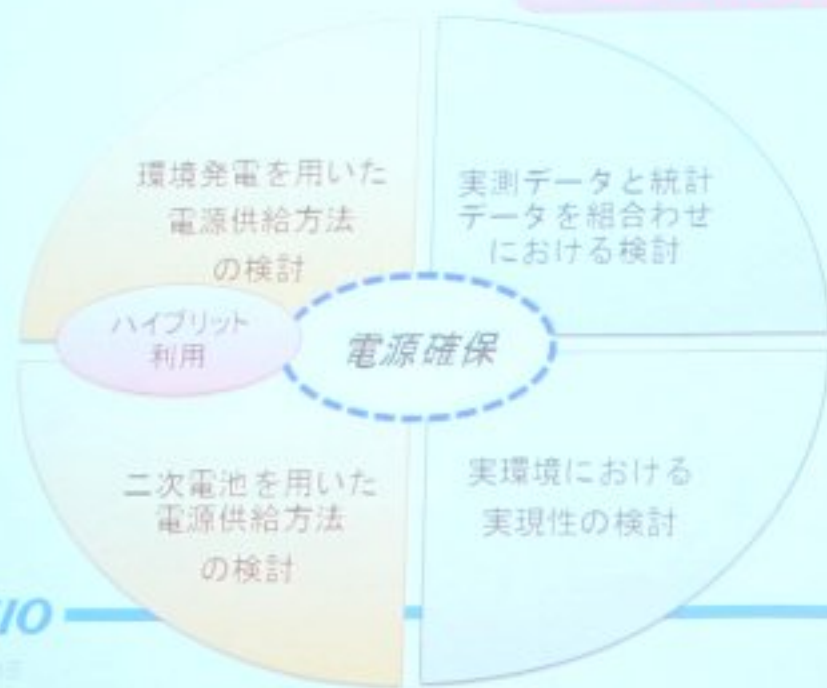 環境発電を用いた
電源供給方法
の検討
実測データと統計
データを組合わせ
における検討
ハイブリット
利用
電源確保
二次電池を用いた
電源供給方法
の検討
実環境における
実現性の検討